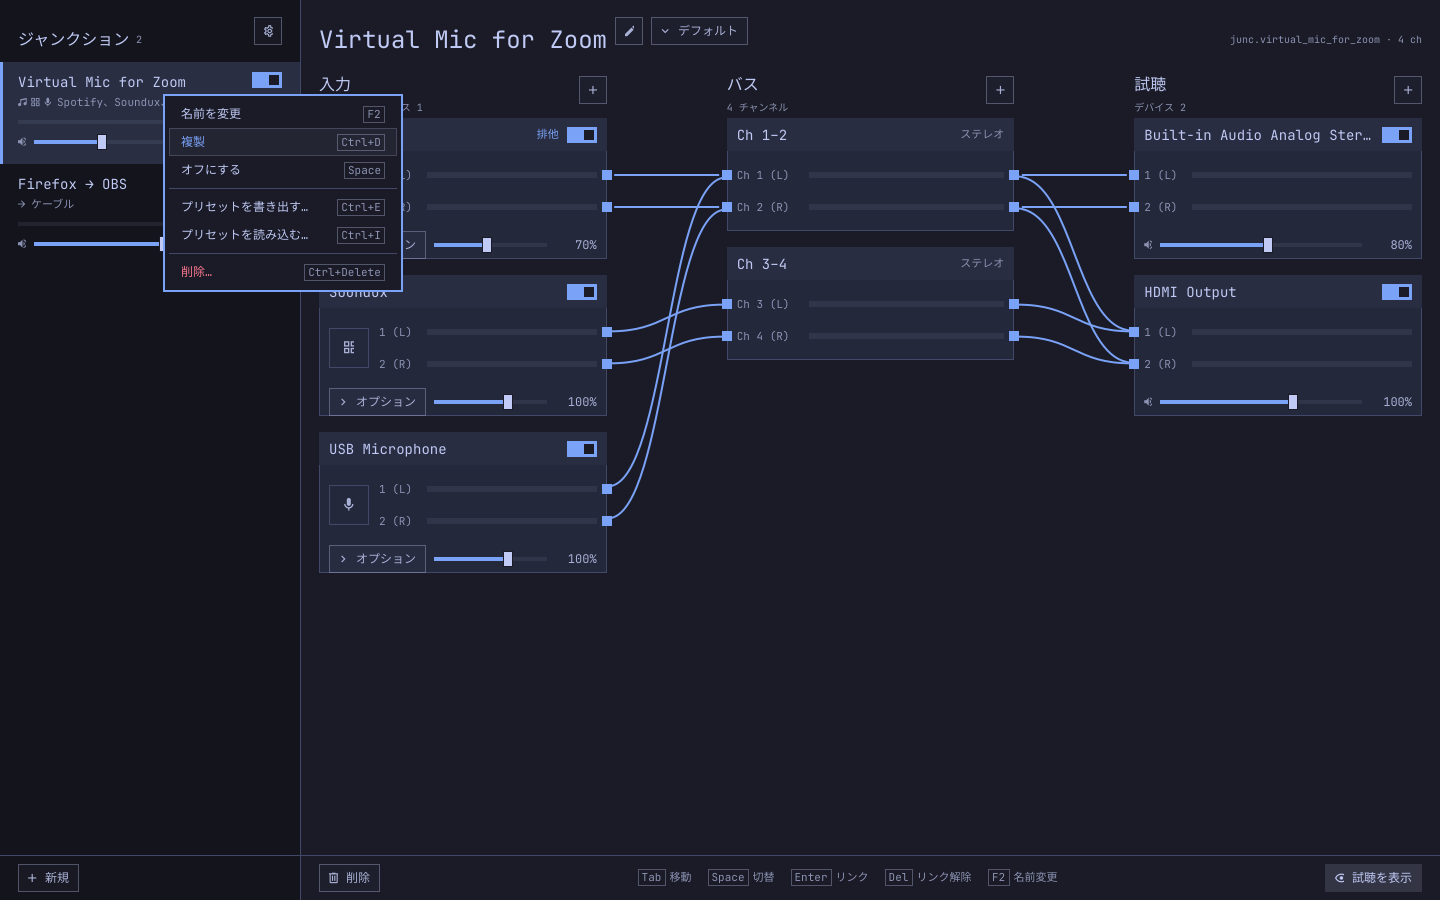 ジャンクション 2
Virtual Mic for Zoom
Spotify、Soundux
Firefox → OBS
→ ケーブル
名前を変更 F2
複製 Ctrl+D
オフにする Space
プリセットを書き出す… Ctrl+E
プリセットを読み込む… Ctrl+I
削除… Ctrl+Delete
+ 新規
Virtual Mic for Zoom
デフォルト
junc.virtual_mic_for_zoom · 4 ch
入力
ス 1
排他
ン
70%
Soundux
1 (L)
2 (R)
オプション
100%
USB Microphone
1 (L)
2 (R)
オプション
100%
バス
4 チャンネル
Ch 1–2 ステレオ
Ch 1 (L)
Ch 2 (R)
Ch 3–4 ステレオ
Ch 3 (L)
Ch 4 (R)
試聴
デバイス 2
Built-in Audio Analog Ster…
1 (L)
2 (R)
80%
HDMI Output
1 (L)
2 (R)
100%
削除
Tab 移動 Space 切替 Enter リンク Del リンク解除 F2 名前変更
試聴を表示